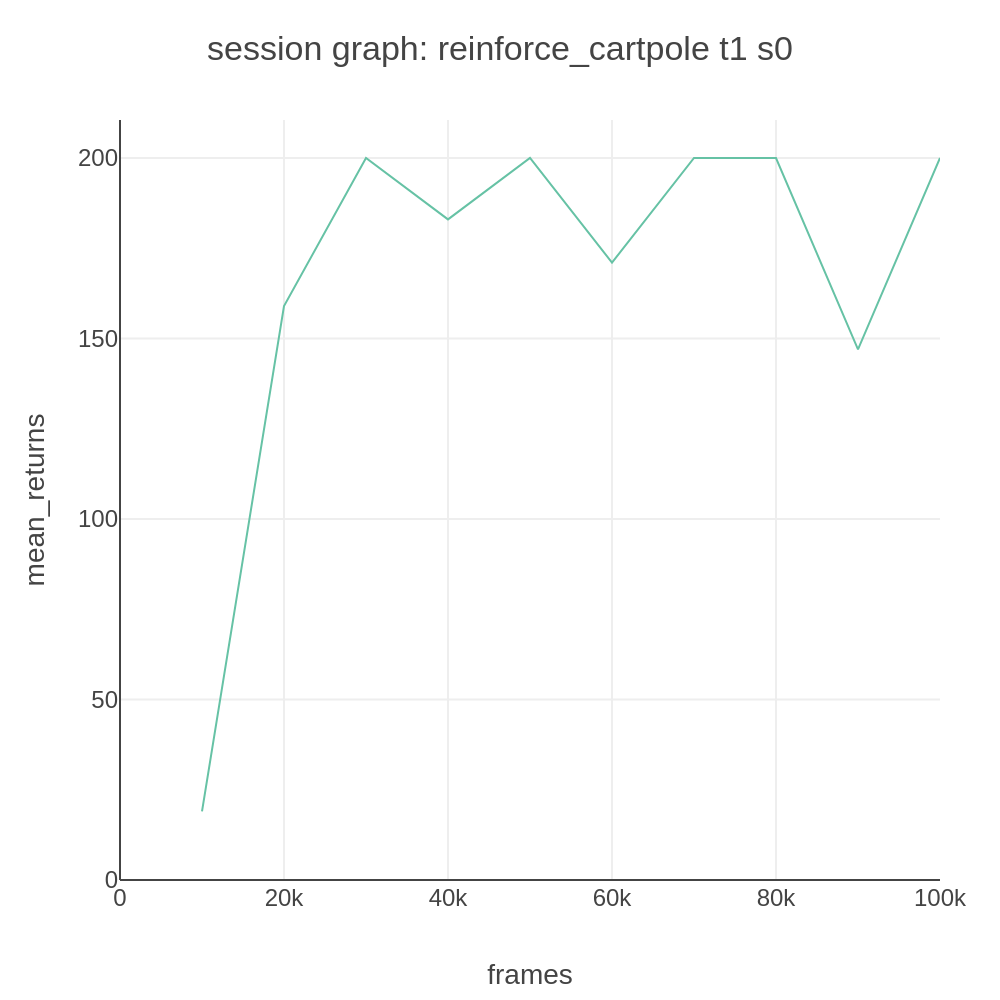 session graph: reinforce_cartpole t1 s0
200
150
100
50
0
mean_returns
0
20k
40k
60k
80k
100k
frames